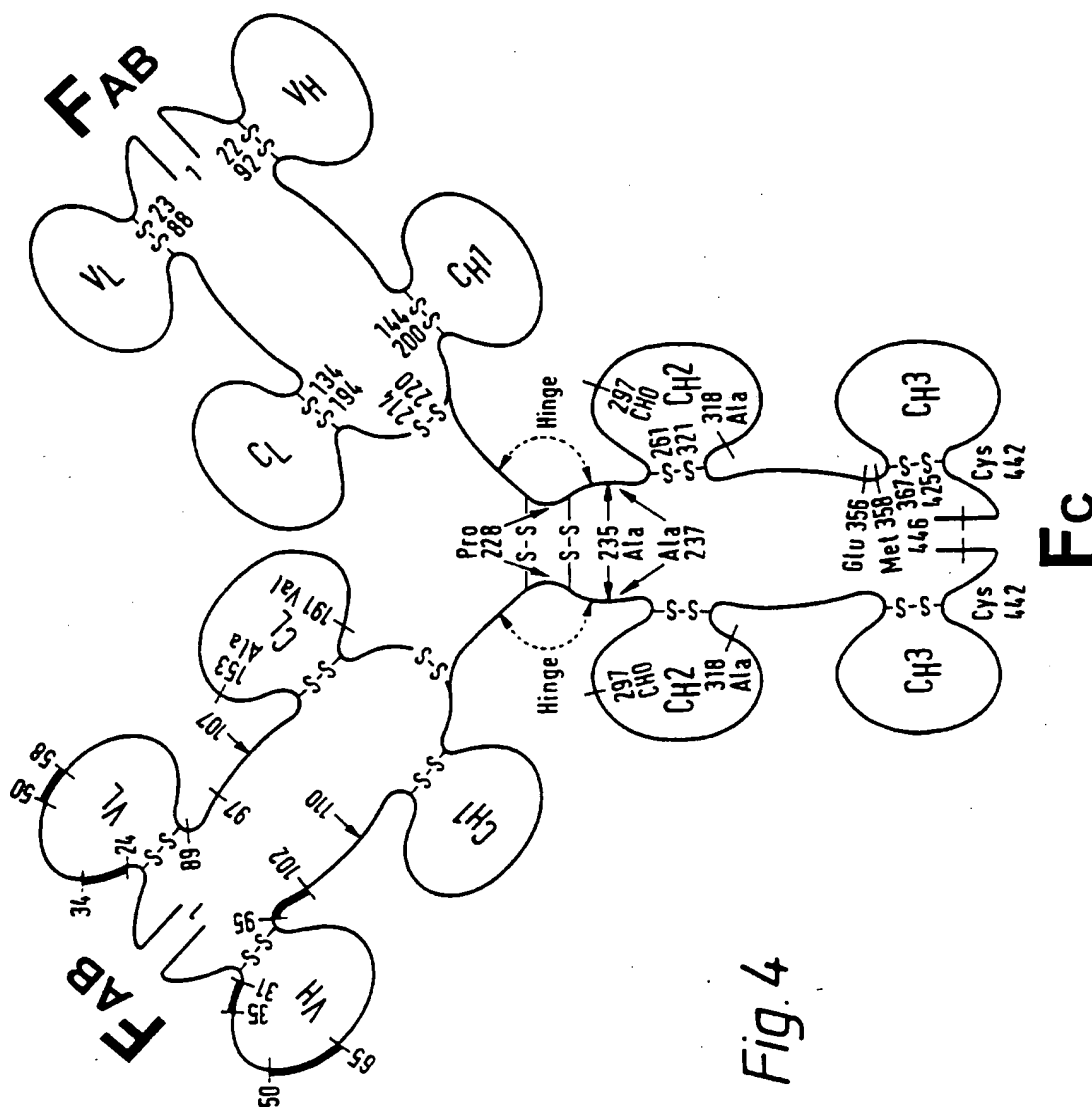 FAB
FAB
VL
S-S
23
88
1
22
92
S-S
VH
CL
S-S
134
194
144
200
S-S
CH1
214
220
S-S
Hinge
Pro
228
S-S
S-S
235
Ala
Ala
237
297
CHO
CH2
261
321
S-S
318
Ala
Glu 356
Met 358
367
425
S-S
446
Cys
442
CH3
50
58
VL
34
24
S-S
89
97
107
1
153
Ala
CL
191 Val
S-S
S-S
31
35
S-S
95
102
110
VH
50
65
CH1
S-S
Hinge
297
CHO
CH2
318
Ala
S-S
S-S
Cys
442
CH3
Fc
Fig. 4